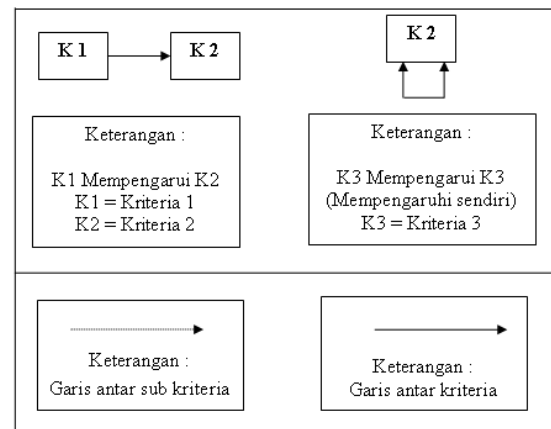 K 1
K 2
K 2
Keterangan :
K1 Mempengarui K2
K1 = Kriteria 1
K2 = Kriteria 2
Keterangan :
K3 Mempengarui K3
(Mempengaruhi sendiri)
K3 = Kriteria 3
Keterangan :
Garis antar sub kriteria
Keterangan :
Garis antar kriteria